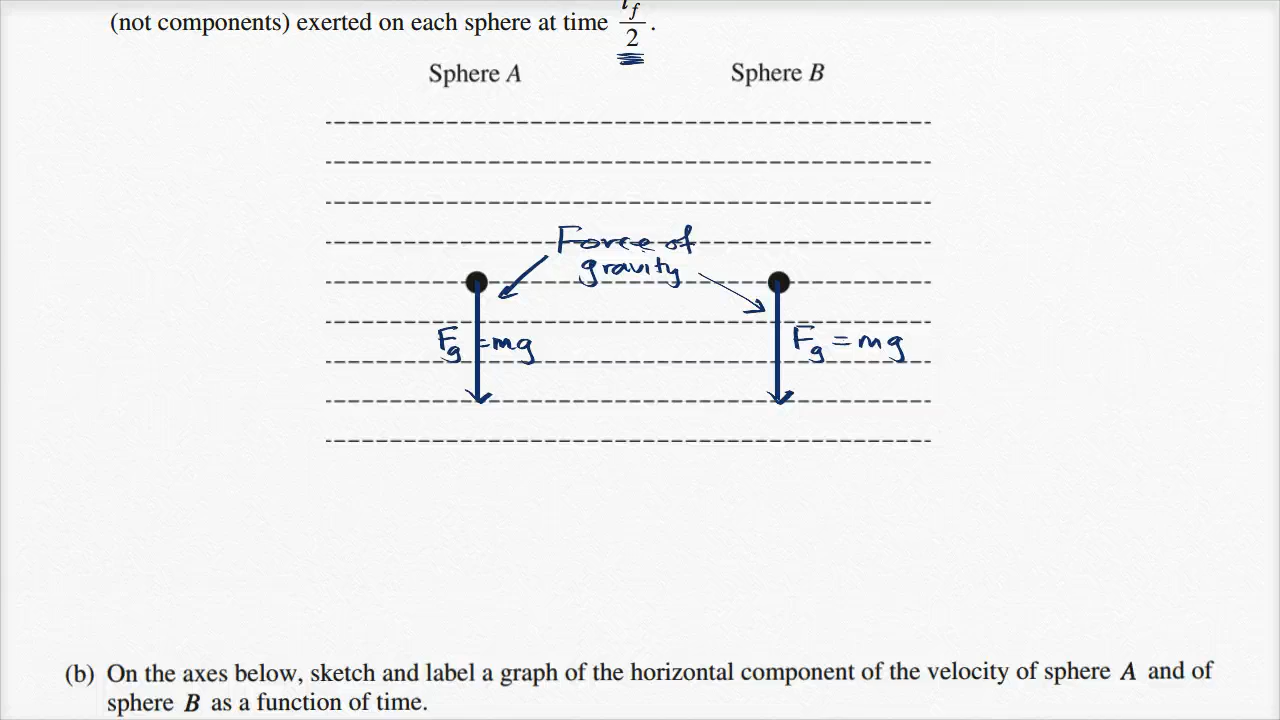 (not components) exerted on each sphere at time t_f/2.
Sphere A Sphere B
Force of
gravity
F_g = mg F_g = mg
(b) On the axes below, sketch and label a graph of the horizontal component of the velocity of sphere A and of
sphere B as a function of time.